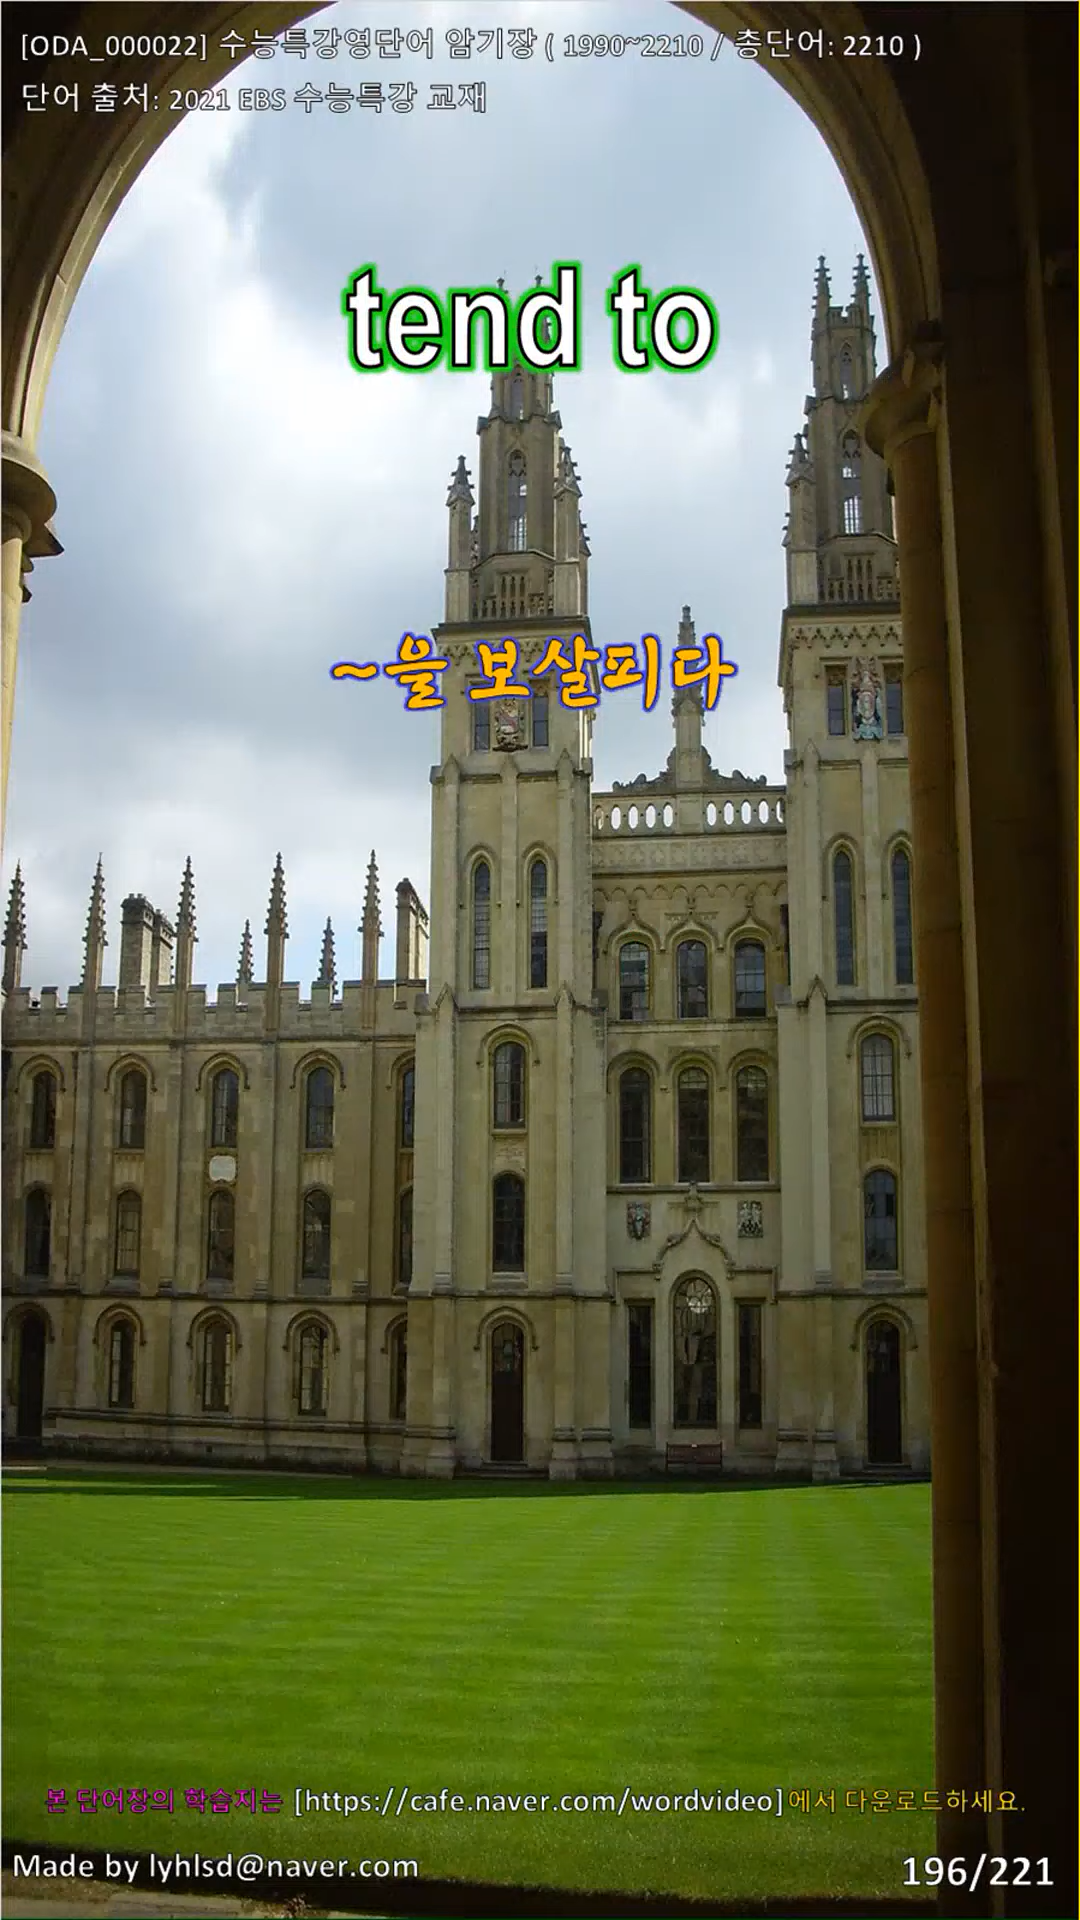 [ODA_000022] 수능특강영단어 암기장 ( 1990~2210 / 총단어: 2210 )
단어 출처: 2021 EBS 수능특강 교재
tend to
~을 보살피다
본 단어장의 학습지는 [https://cafe.naver.com/wordvideo]에서 다운로드하세요.
Made by lyhlsd@naver.com
196/221